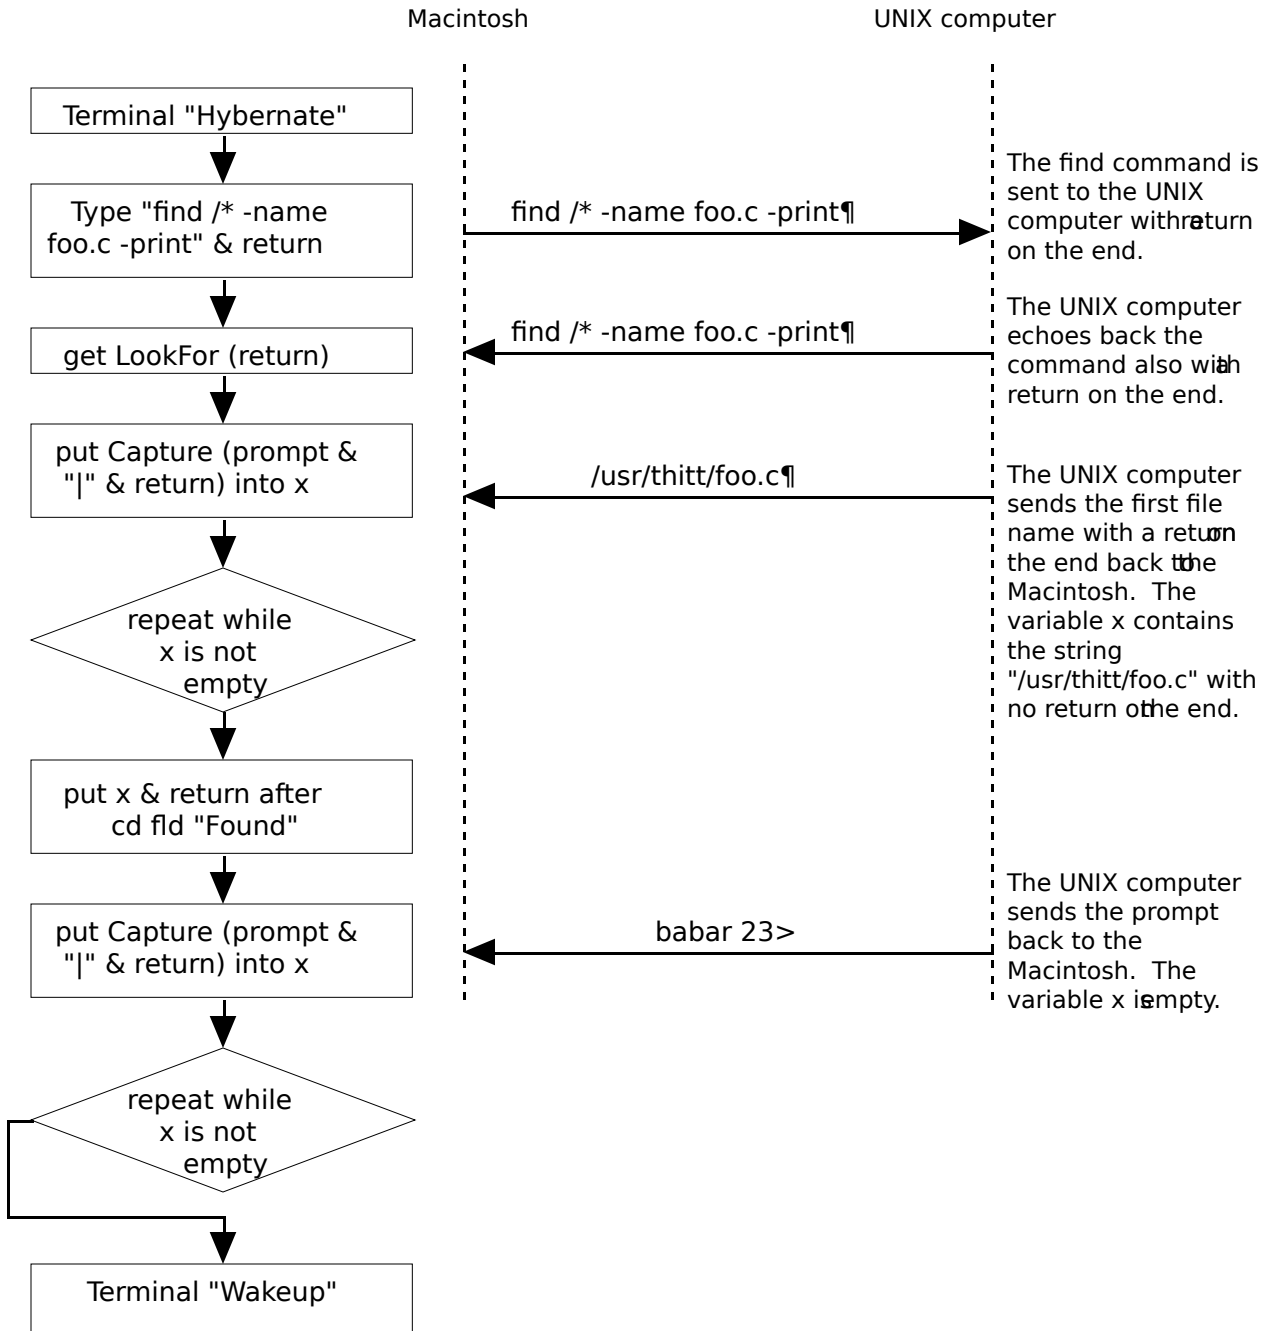 Macintosh
UNIX computer
Terminal "Hybernate"
Type "find /* -name
foo.c -print" & return
find /* -name foo.c -print¶
The find command is
sent to the UNIX
computer with a return
on the end.
get LookFor (return)
find /* -name foo.c -print¶
The UNIX computer
echoes back the
command also with a
return on the end.
put Capture (prompt &
"|" & return) into x
/usr/thitt/foo.c¶
The UNIX computer
sends the first file
name with a return on
the end back to the
Macintosh.  The
variable x contains
the string
"/usr/thitt/foo.c" with
no return on the end.
repeat while
x is not
empty
put x & return after
cd fld "Found"
put Capture (prompt &
"|" & return) into x
babar 23>
The UNIX computer
sends the prompt
back to the
Macintosh.  The
variable x is empty.
repeat while
x is not
empty
Terminal "Wakeup"